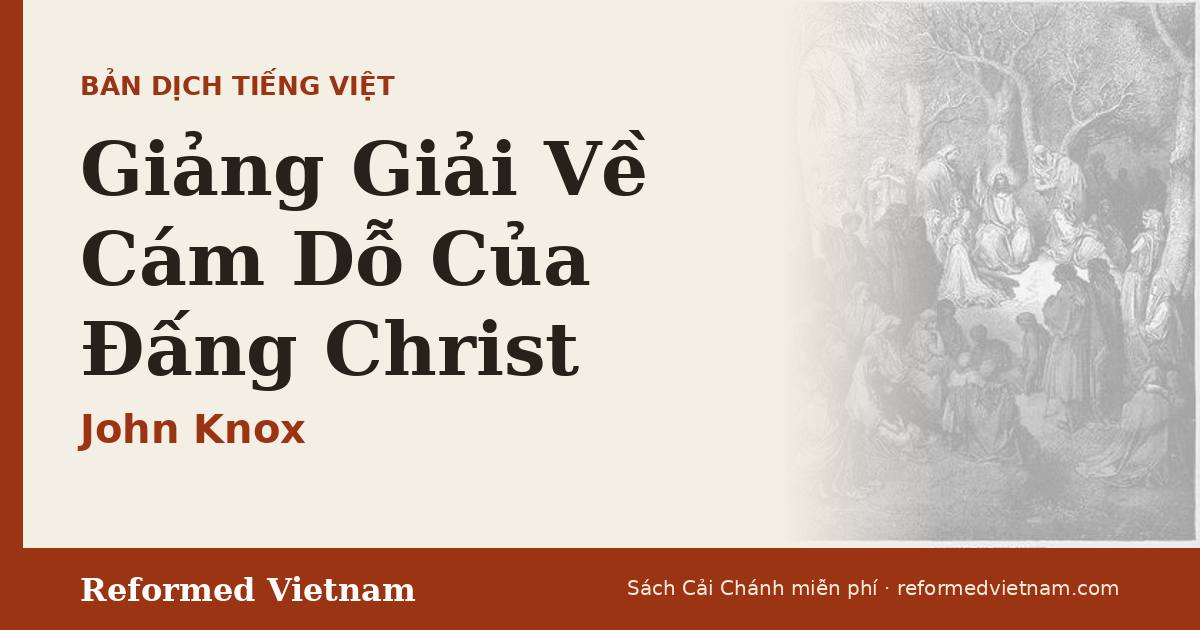 BẢN DỊCH TIẾNG VIỆT
Giảng Giải Về
Cám Dỗ Của
Đấng Christ
John Knox
Reformed Vietnam
Sách Cải Chánh miễn phí · reformedvietnam.com